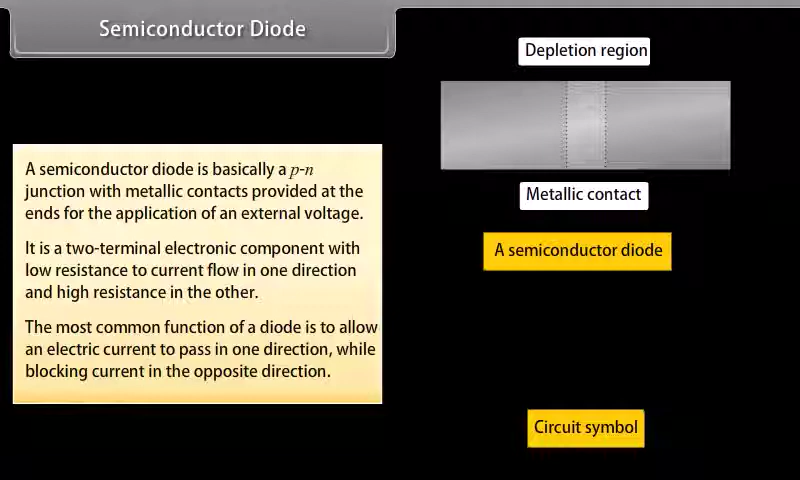 Semiconductor Diode
A semiconductor diode is basically a p-n
junction with metallic contacts provided at the
ends for the application of an external voltage.
It is a two-terminal electronic component with
low resistance to current flow in one direction
and high resistance in the other.
The most common function of a diode is to allow
an electric current to pass in one direction, while
blocking current in the opposite direction.
Depletion region
Metallic contact
A semiconductor diode
Circuit symbol